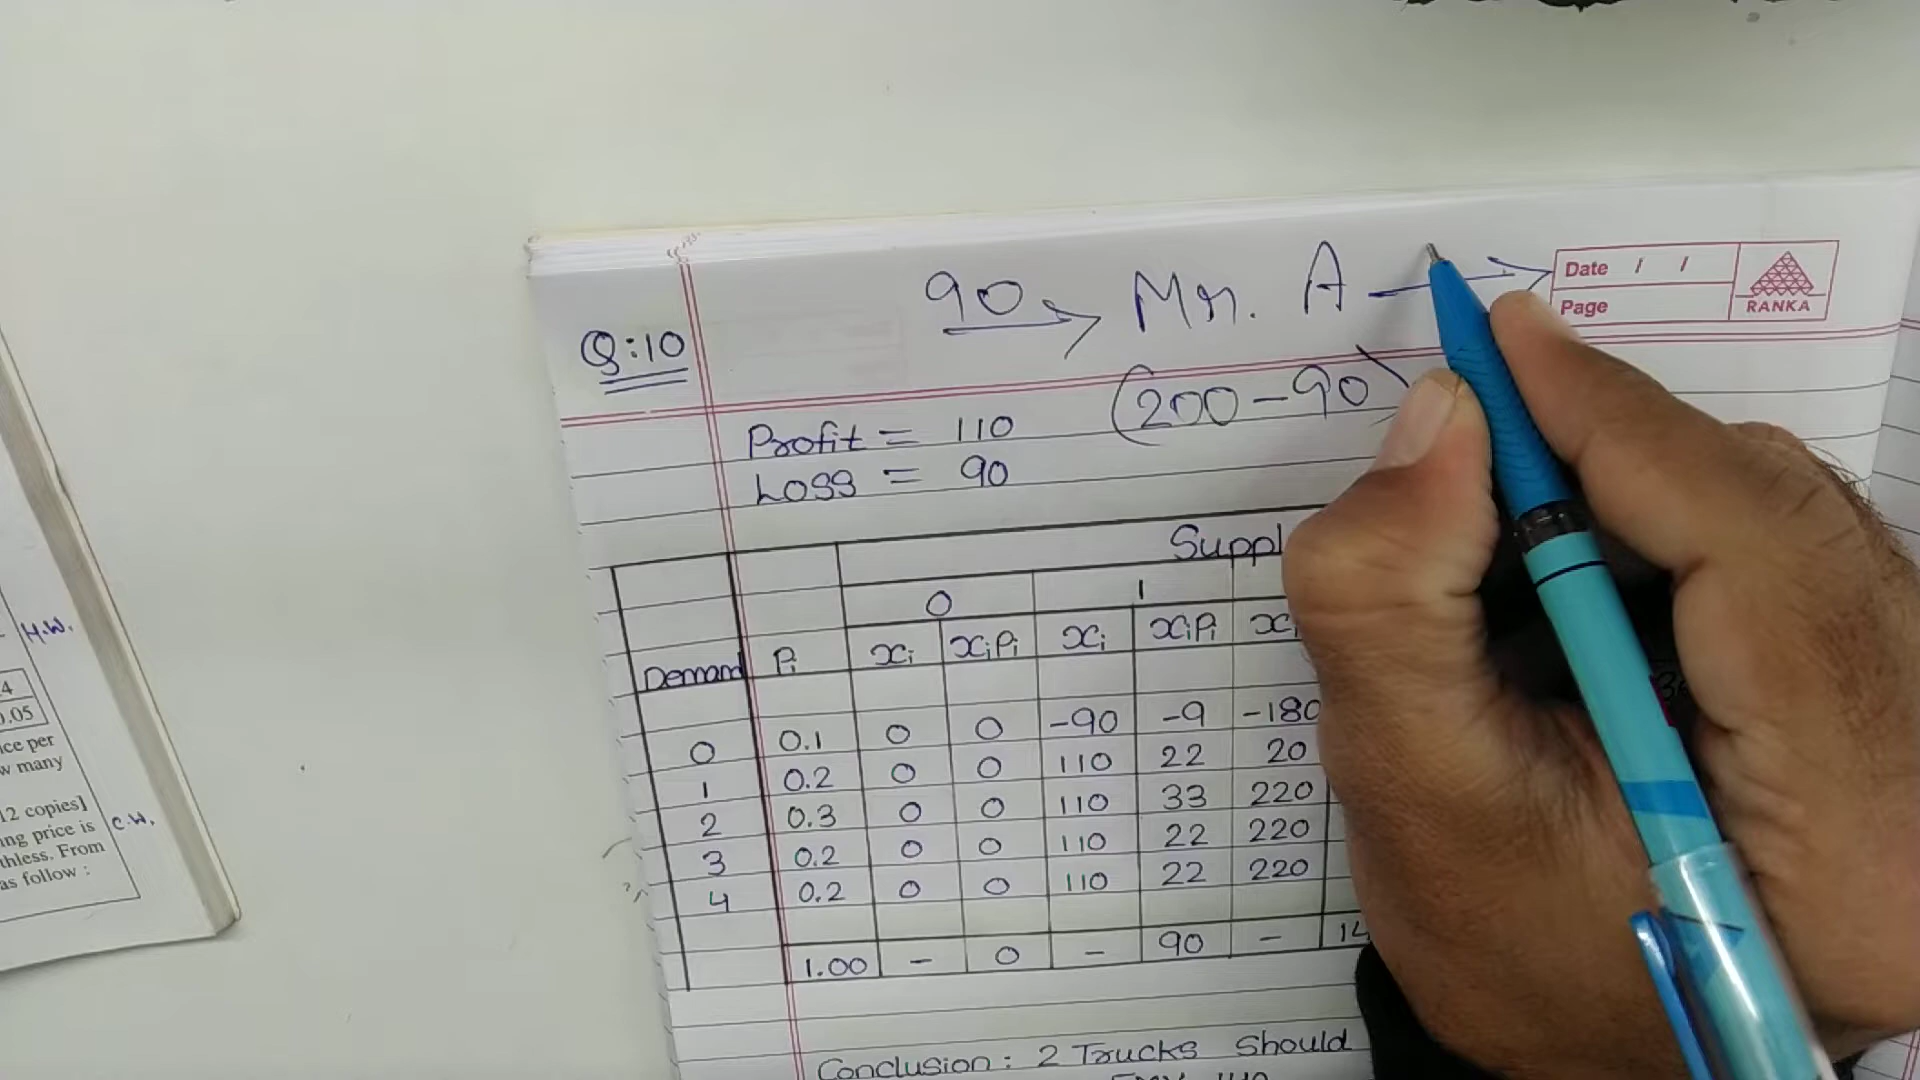 90 → Mr. A →
Date / /
Page
RANKA
Q:10
(200-90)
Profit = 110
Loss = 90
Suppl
0 1
Demand Pi xi xiPi xi xiPi xi
0 0.1 0 0 -90 -9 -180
1 0.2 0 0 110 22 20
2 0.3 0 0 110 33 220
3 0.2 0 0 110 22 220
4 0.2 0 0 110 22 220
1.00 - 0 - 90 - 14
Conclusion: 2 Trucks Should
H.W.
4
0.05
ice per
w many
12 copies]
ing price is
C.W.
thless. From
as follow :